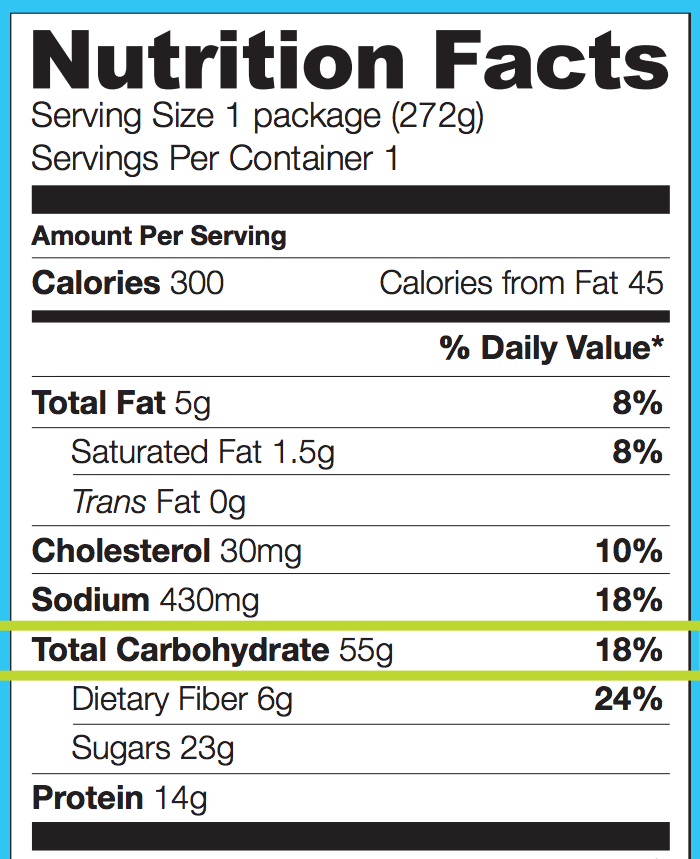 Nutrition Facts
Serving Size 1 package (272g)
Servings Per Container 1
Amount Per Serving
Calories 300 Calories from Fat 45
% Daily Value*
Total Fat 5g 8%
Saturated Fat 1.5g 8%
Trans Fat 0g
Cholesterol 30mg 10%
Sodium 430mg 18%
Total Carbohydrate 55g 18%
Dietary Fiber 6g 24%
Sugars 23g
Protein 14g